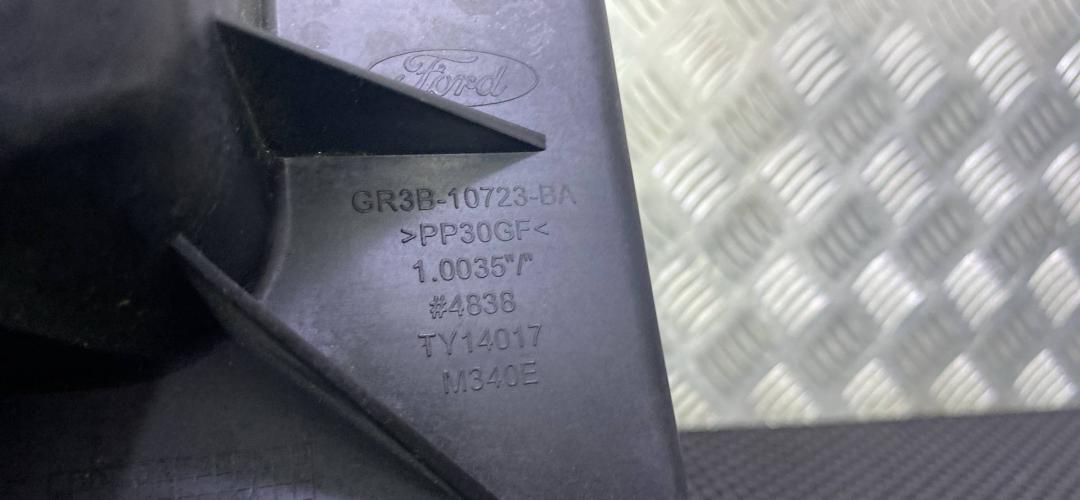 Ford
GR3B-10723-BA
>PP30GF<
1.0035"/"
#4838
TY14017
M340E